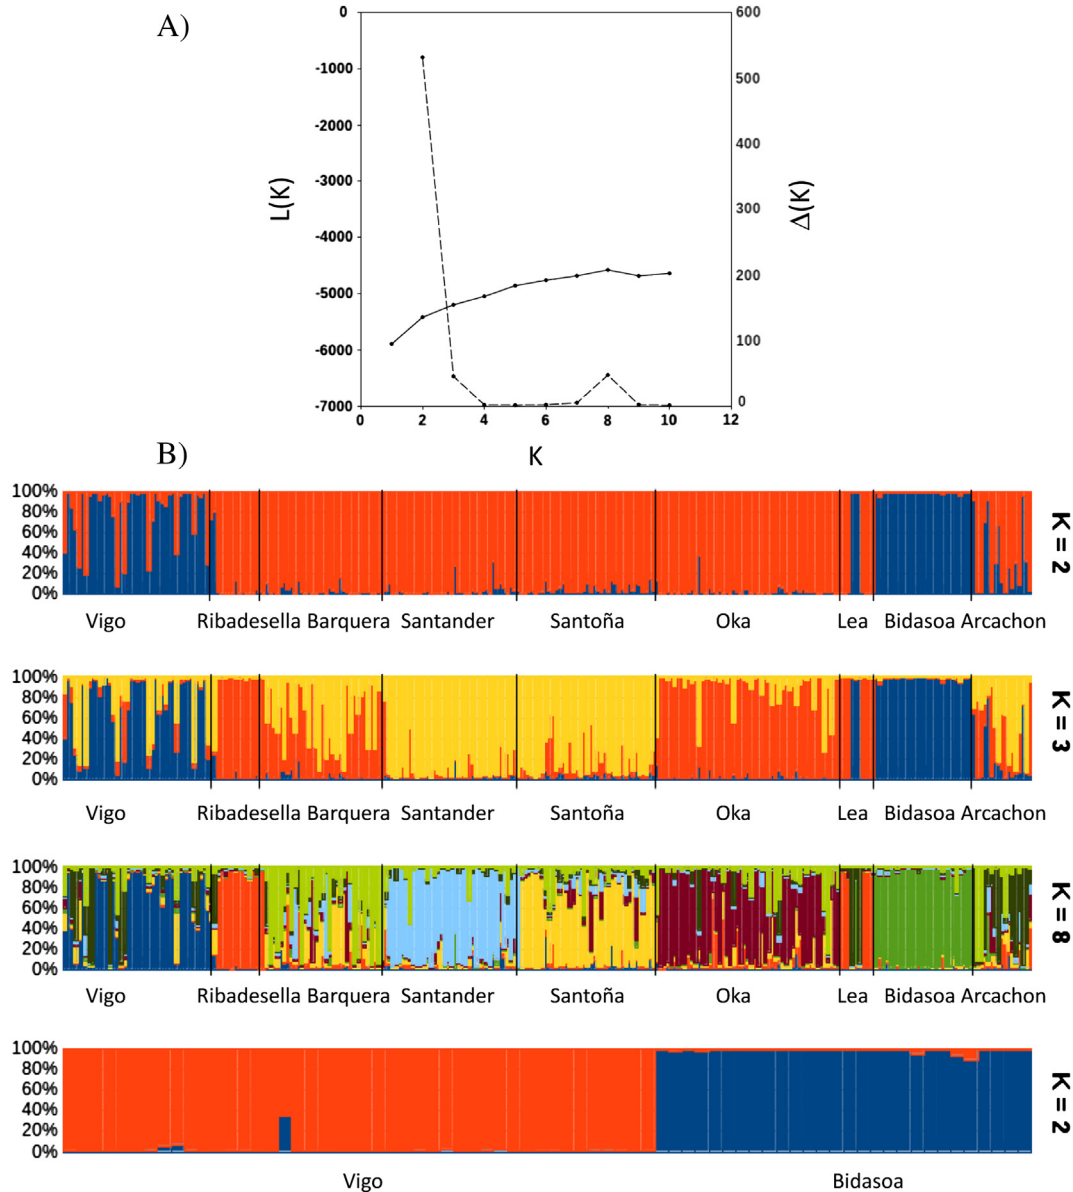 A)
0
-1000
-2000
-3000
-4000
-5000
-6000
-7000
L(K)
600
500
400
300
200
100
0
Δ(K)
0 2 4 6 8 10 12
K
B)
100%
80%
60%
40%
20%
0%
K = 2
Vigo Ribadesella Barquera Santander Santoña Oka Lea Bidasoa Arcachon
100%
80%
60%
40%
20%
0%
K = 3
Vigo Ribadesella Barquera Santander Santoña Oka Lea Bidasoa Arcachon
100%
80%
60%
40%
20%
0%
K = 8
Vigo Ribadesella Barquera Santander Santoña Oka Lea Bidasoa Arcachon
100%
80%
60%
40%
20%
0%
K = 2
Vigo Bidasoa